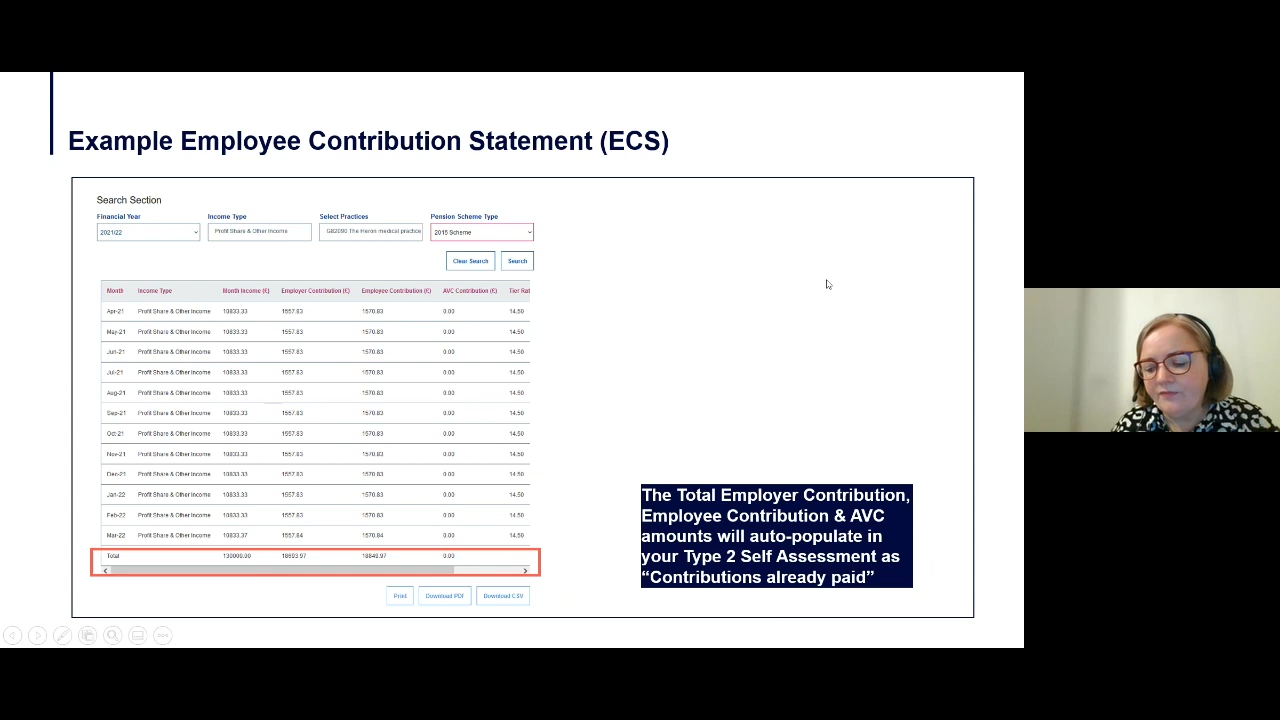 Example Employee Contribution Statement (ECS)
Search Section
Financial Year Income Type Select Practices Pension Scheme Type
2021/22 Profit Share & Other Income G82090 The Heron medical practice 2015 Scheme
Clear Search Search
Month Income Type Month Income (£) Employer Contribution (£) Employee Contribution (£) AVC Contribution (£) Tier Rat
Apr-21 Profit Share & Other Income 10833.33 1557.83 1570.83 0.00 14.50
May-21 Profit Share & Other Income 10833.33 1557.83 1570.83 0.00 14.50
Jun-21 Profit Share & Other Income 10833.33 1557.83 1570.83 0.00 14.50
Jul-21 Profit Share & Other Income 10833.33 1557.83 1570.83 0.00 14.50
Aug-21 Profit Share & Other Income 10833.33 1557.83 1570.83 0.00 14.50
Sep-21 Profit Share & Other Income 10833.33 1557.83 1570.83 0.00 14.50
Oct-21 Profit Share & Other Income 10833.33 1557.83 1570.83 0.00 14.50
Nov-21 Profit Share & Other Income 10833.33 1557.83 1570.83 0.00 14.50
Dec-21 Profit Share & Other Income 10833.33 1557.83 1570.83 0.00 14.50
Jan-22 Profit Share & Other Income 10833.33 1557.83 1570.83 0.00 14.50
Feb-22 Profit Share & Other Income 10833.33 1557.83 1570.83 0.00 14.50
Mar-22 Profit Share & Other Income 10833.37 1557.84 1570.84 0.00 14.50
Total 130000.00 18693.97 18849.97 0.00
Print Download PDF Download CSV
The Total Employer Contribution,
Employee Contribution & AVC
amounts will auto-populate in
your Type 2 Self Assessment as
“Contributions already paid”